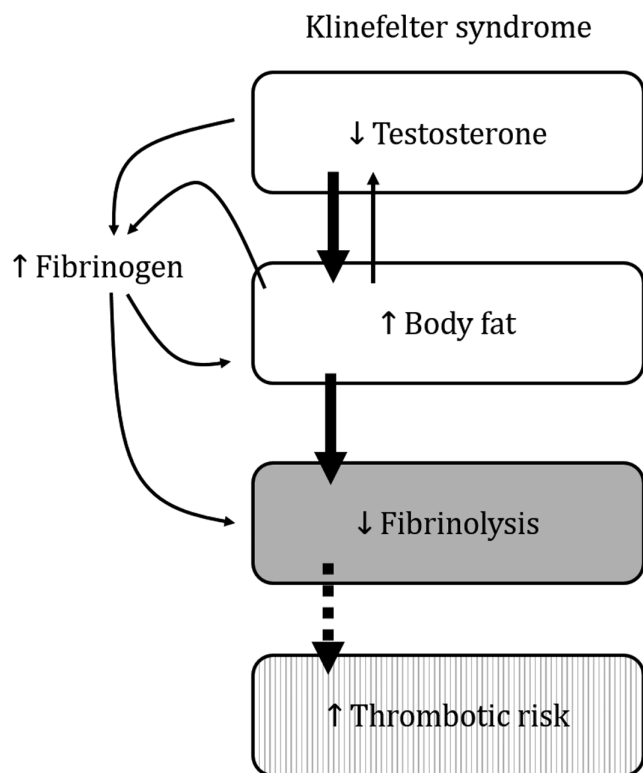 Klinefelter syndrome
↓ Testosterone
↑ Fibrinogen
↑ Body fat
↓ Fibrinolysis
↑ Thrombotic risk